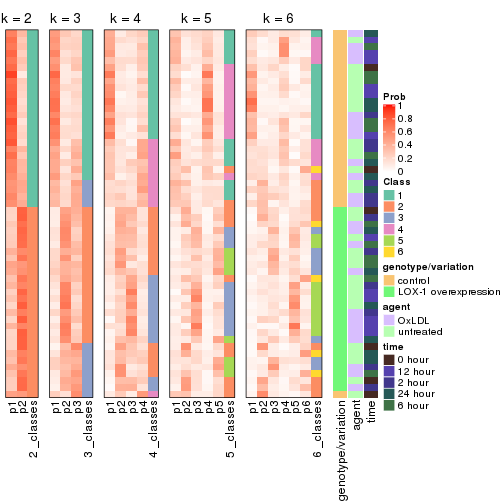 k = 2
k = 3
k = 4
k = 5
k = 6
Prob
1
0.8
0.6
0.4
0.2
0
Class
1
2
3
4
5
6
genotype/variation
control
LOX-1 overexpression
agent
OxLDL
untreated
time
0 hour
12 hour
2 hour
24 hour
6 hour
p1
p2
2_classes
p1
p2
p3
3_classes
p1
p2
p3
p4
4_classes
p1
p2
p3
p4
p5
5_classes
p1
p2
p3
p4
p5
p6
6_classes
genotype/variation
agent
time